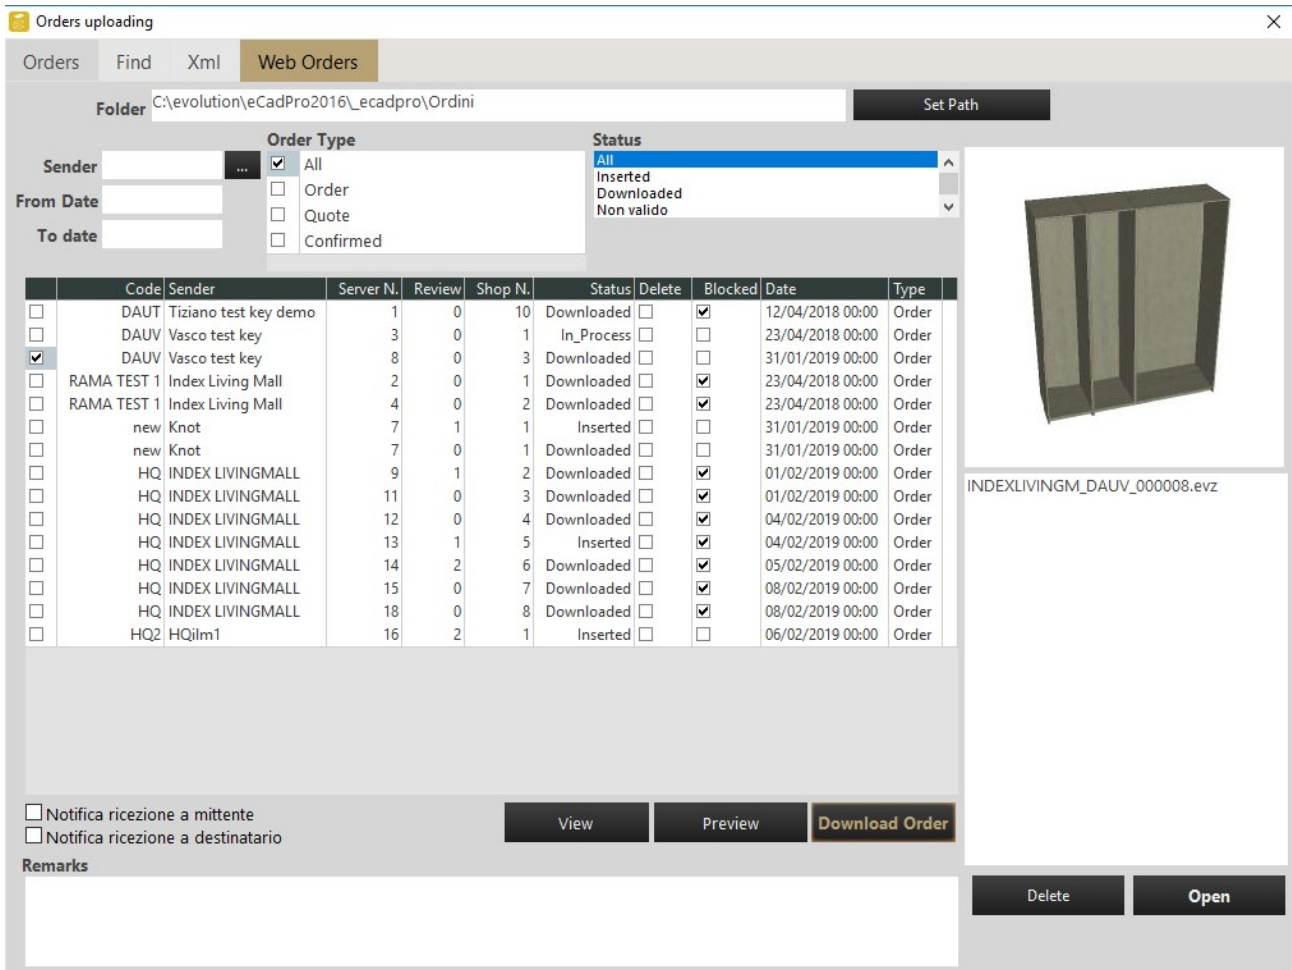 Orders uploading
Orders Find Xml Web Orders
Folder C:\evolution\eCadPro2016\_ecadpro\Ordini Set Path
Order Type Status
Sender ... All All
Inserted
From Date Order Downloaded
Quote Non valido
To date Confirmed
Code Sender Server N. Review Shop N. Status Delete Blocked Date Type
DAUT Tiziano test key demo 1 0 10 Downloaded 12/04/2018 00:00 Order
DAUV Vasco test key 3 0 1 In_Process 23/04/2018 00:00 Order
DAUV Vasco test key 8 0 3 Downloaded 31/01/2019 00:00 Order
RAMA TEST 1 Index Living Mall 2 0 1 Downloaded 23/04/2018 00:00 Order
RAMA TEST 1 Index Living Mall 4 0 2 Downloaded 23/04/2018 00:00 Order
new Knot 7 1 1 Inserted 31/01/2019 00:00 Order
new Knot 7 0 1 Downloaded 31/01/2019 00:00 Order
HQ INDEX LIVINGMALL 9 1 2 Downloaded 01/02/2019 00:00 Order
HQ INDEX LIVINGMALL 11 0 3 Downloaded 01/02/2019 00:00 Order
HQ INDEX LIVINGMALL 12 0 4 Downloaded 04/02/2019 00:00 Order
HQ INDEX LIVINGMALL 13 1 5 Inserted 04/02/2019 00:00 Order
HQ INDEX LIVINGMALL 14 2 6 Downloaded 05/02/2019 00:00 Order
HQ INDEX LIVINGMALL 15 0 7 Downloaded 08/02/2019 00:00 Order
HQ INDEX LIVINGMALL 18 0 8 Downloaded 08/02/2019 00:00 Order
HQ2 HQilm1 16 2 1 Inserted 06/02/2019 00:00 Order
INDEXLIVINGM_DAUV_000008.evz
Notifica ricezione a mittente
Notifica ricezione a destinatario
View Preview Download Order
Remarks
Delete Open